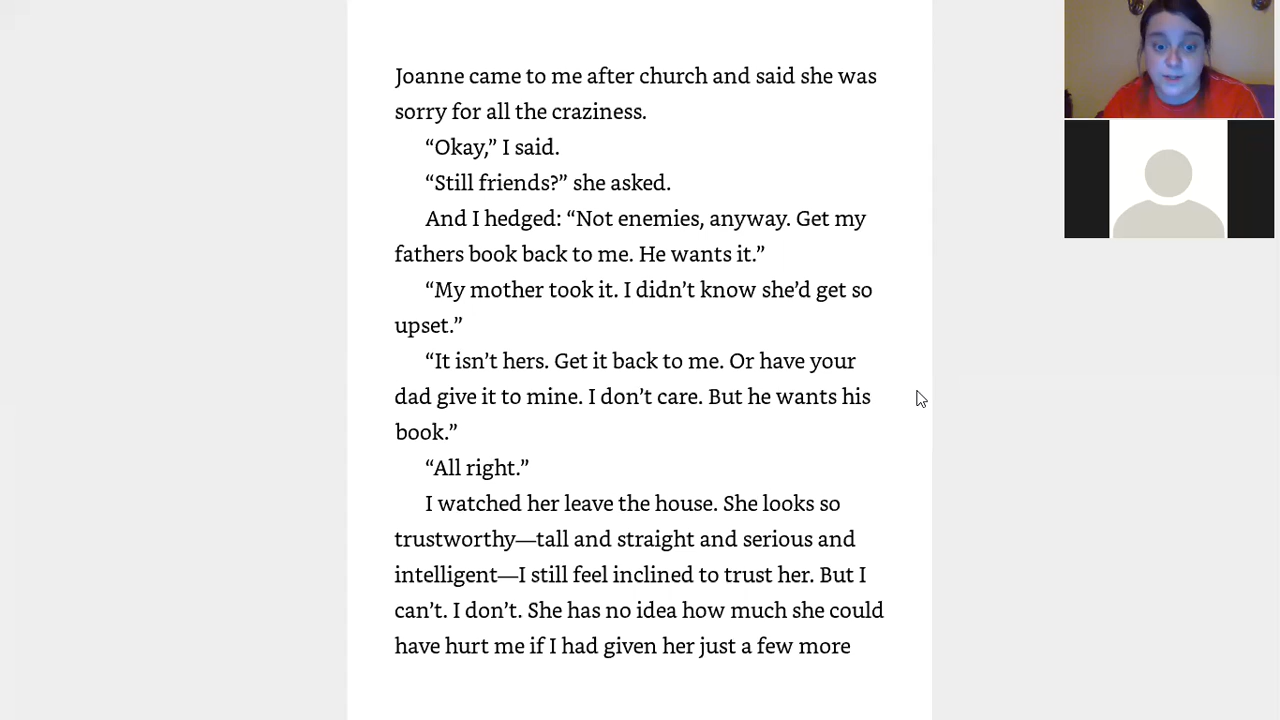 Joanne came to me after church and said she was
sorry for all the craziness.
“Okay,” I said.
“Still friends?” she asked.
And I hedged: “Not enemies, anyway. Get my
fathers book back to me. He wants it.”
“My mother took it. I didn’t know she’d get so
upset.”
“It isn’t hers. Get it back to me. Or have your
dad give it to mine. I don’t care. But he wants his
book.”
“All right.”
I watched her leave the house. She looks so
trustworthy—tall and straight and serious and
intelligent—I still feel inclined to trust her. But I
can’t. I don’t. She has no idea how much she could
have hurt me if I had given her just a few more